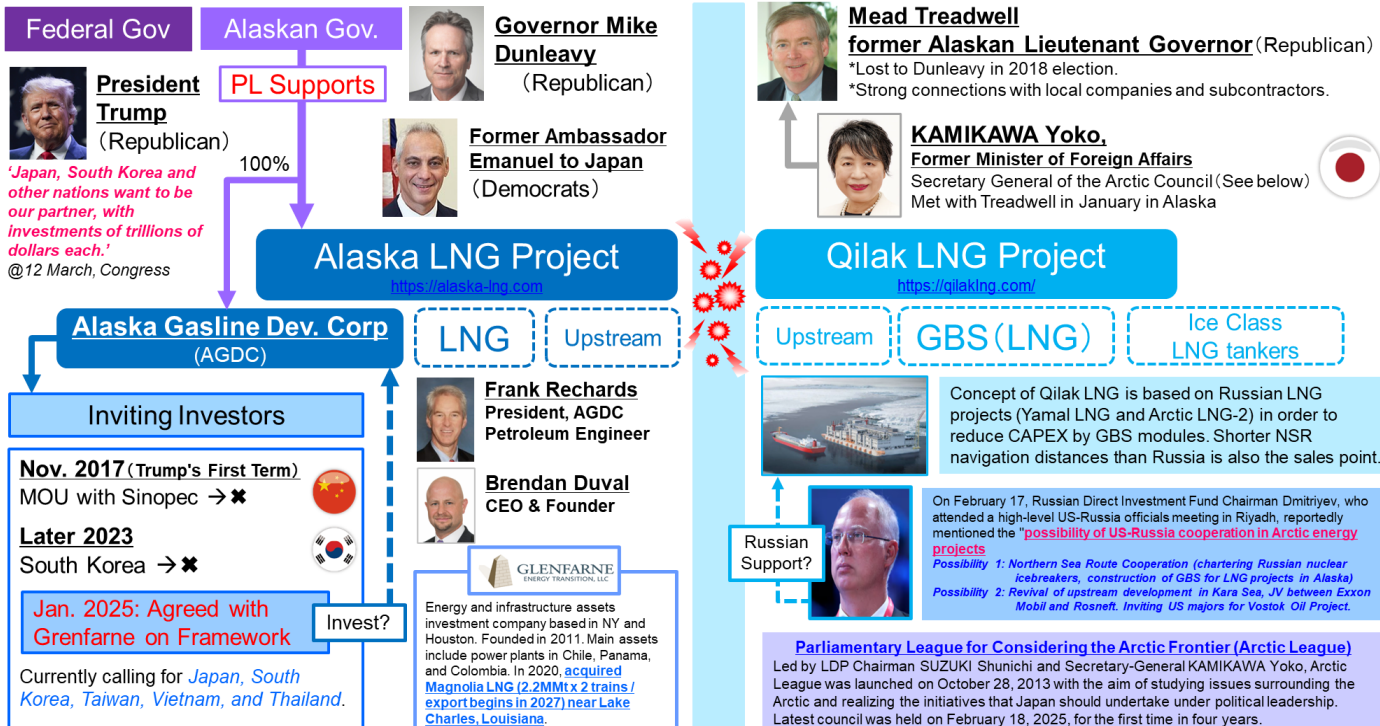 Federal Gov
Alaskan Gov.
PL Supports
President
Trump
(Republican)
100%
‘Japan, South Korea and
other nations want to be
our partner, with
investments of trillions of
dollars each.’
@12 March, Congress
Governor Mike
Dunleavy
(Republican)
Former Ambassador
Emanuel to Japan
(Democrats)
Alaska LNG Project
https://alaska-lng.com
Alaska Gasline Dev. Corp
(AGDC)
LNG
Upstream
Inviting Investors
Nov. 2017(Trump's First Term)
MOU with Sinopec →✖
Later 2023
South Korea →✖
Jan. 2025: Agreed with
Grenfarne on Framework
Invest?
Currently calling for Japan, South
Korea, Taiwan, Vietnam, and Thailand.
Frank Rechards
President, AGDC
Petroleum Engineer
Brendan Duval
CEO & Founder
GLENFARNE
ENERGY TRANSITION, LLC
Energy and infrastructure assets
investment company based in NY and
Houston. Founded in 2011. Main assets
include power plants in Chile, Panama,
and Colombia. In 2020, acquired
Magnolia LNG (2.2MMt x 2 trains /
export begins in 2027) near Lake
Charles, Louisiana.
Mead Treadwell
former Alaskan Lieutenant Governor(Republican)
*Lost to Dunleavy in 2018 election.
*Strong connections with local companies and subcontractors.
KAMIKAWA Yoko,
Former Minister of Foreign Affairs
Secretary General of the Arctic Council(See below)
Met with Treadwell in January in Alaska
Qilak LNG Project
https://qilaklng.com/
Upstream
GBS(LNG)
Ice Class
LNG tankers
Concept of Qilak LNG is based on Russian LNG
projects (Yamal LNG and Arctic LNG-2) in order to
reduce CAPEX by GBS modules. Shorter NSR
navigation distances than Russia is also the sales point.
Russian
Support?
On February 17, Russian Direct Investment Fund Chairman Dmitriyev, who
attended a high-level US-Russia officials meeting in Riyadh, reportedly
mentioned the "possibility of US-Russia cooperation in Arctic energy
projects
Possibility 1: Northern Sea Route Cooperation (chartering Russian nuclear
icebreakers, construction of GBS for LNG projects in Alaska)
Possibility 2: Revival of upstream development in Kara Sea, JV between Exxon
Mobil and Rosneft. Inviting US majors for Vostok Oil Project.
Parliamentary League for Considering the Arctic Frontier (Arctic League)
Led by LDP Chairman SUZUKI Shunichi and Secretary-General KAMIKAWA Yoko, Arctic
League was launched on October 28, 2013 with the aim of studying issues surrounding the
Arctic and realizing the initiatives that Japan should undertake under political leadership.
Latest council was held on February 18, 2025, for the first time in four years.